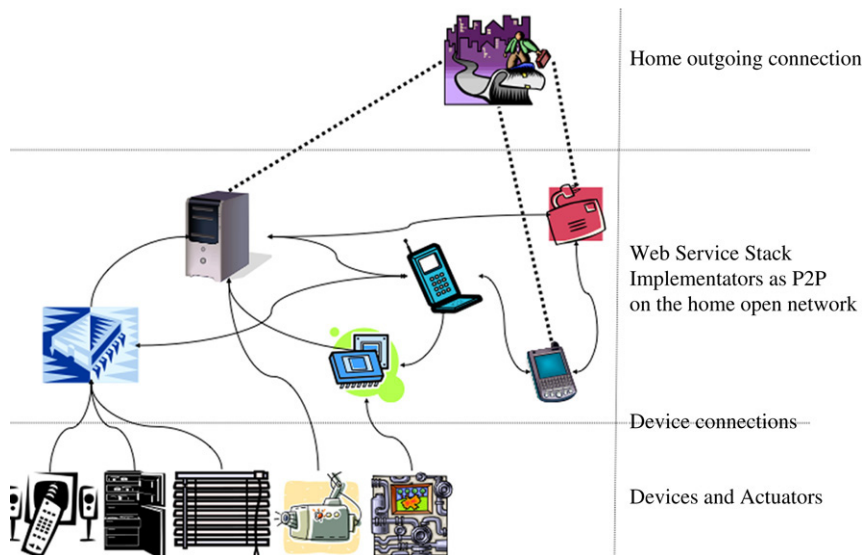 Home outgoing connection
Web Service Stack
Implementators as P2P
on the home open network
Device connections
Devices and Actuators